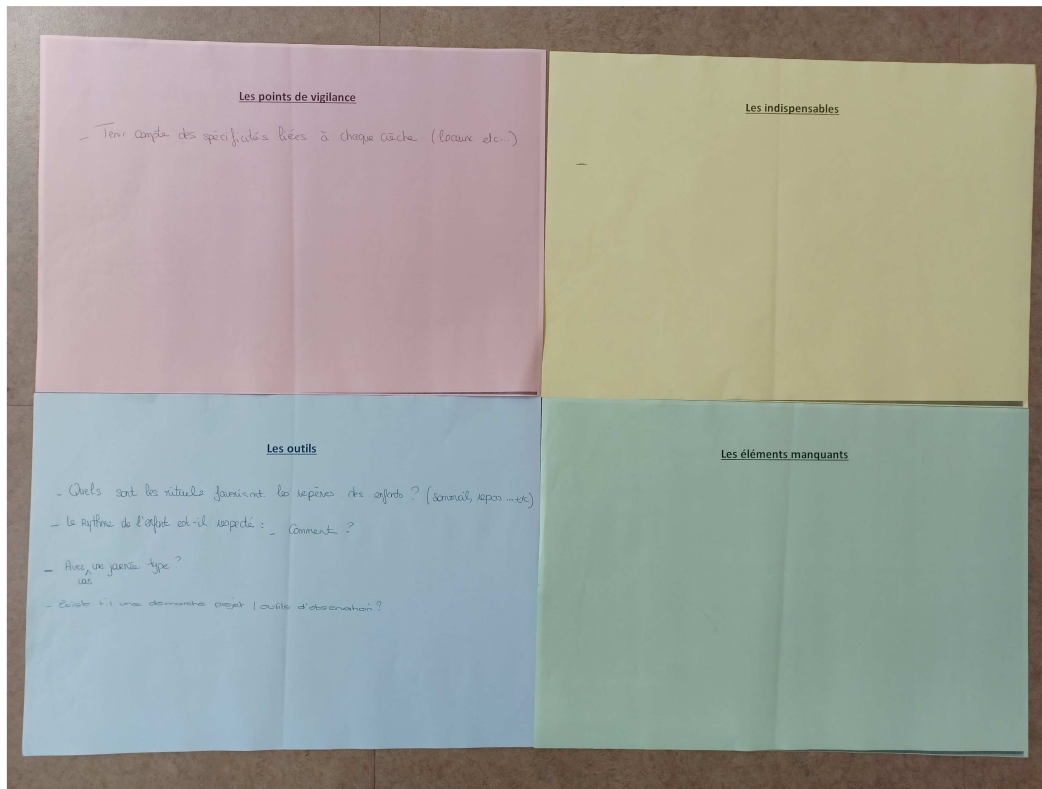 Les points de vigilance
- Tenir compte des spécificités liées à chaque crèche (locaux etc...)
Les indispensables
-
Les outils
- Quels sont les rituels favorisant les repères des enfants ? (sommeil, repas ... etc)
- Le rythme de l'enfant est-il respecté : - Comment ?
- Avez vous une journée type ?
- Existe t'il une démarche projet / outils d'observation ?
Les éléments manquants